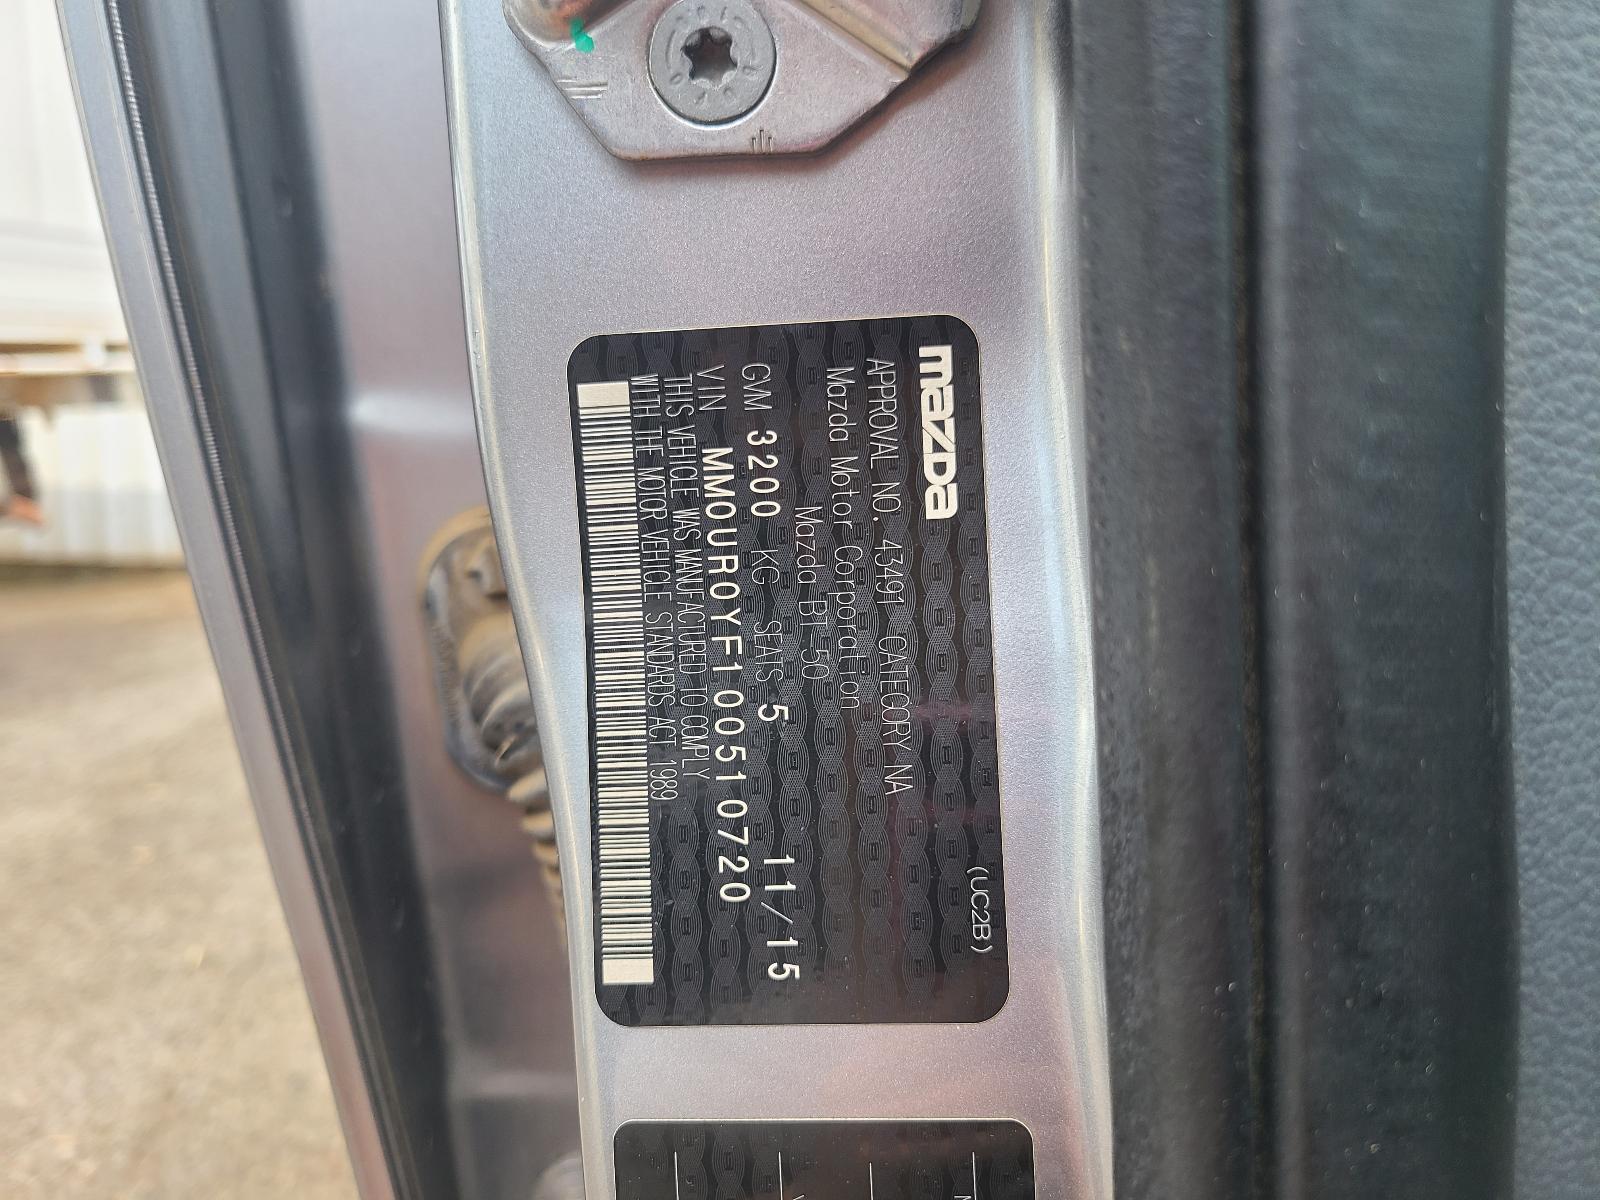 mazda
(UC2B)
APPROVAL NO. 43491 CATEGORY NA
Mazda Motor Corporation
Mazda BT-50
GVM 3200 KG SEATS 5 11/15
VIN MM0UR0YF100510720
THIS VEHICLE WAS MANUFACTURED TO COMPLY
WITH THE MOTOR VEHICLE STANDARDS ACT 1989